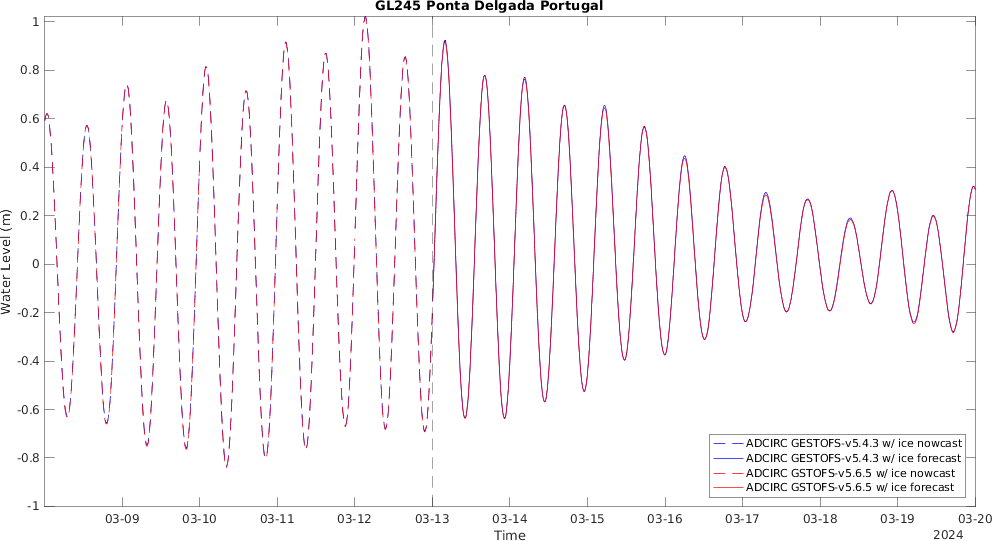 GL245 Ponta Delgada Portugal
1
0.8
0.6
0.4
0.2
0
-0.2
-0.4
-0.6
-0.8
-1
Water Level (m)
ADCIRC GESTOFS-v5.4.3 w/ ice nowcast
ADCIRC GESTOFS-v5.4.3 w/ ice forecast
ADCIRC GSTOFS-v5.6.5 w/ ice nowcast
ADCIRC GSTOFS-v5.6.5 w/ ice forecast
03-09 03-10 03-11 03-12 03-13 03-14 03-15 03-16 03-17 03-18 03-19 03-20
Time
2024